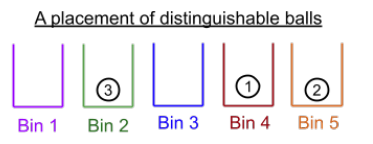 A placement of distinguishable balls
3 1 2
Bin 1 Bin 2 Bin 3 Bin 4 Bin 5